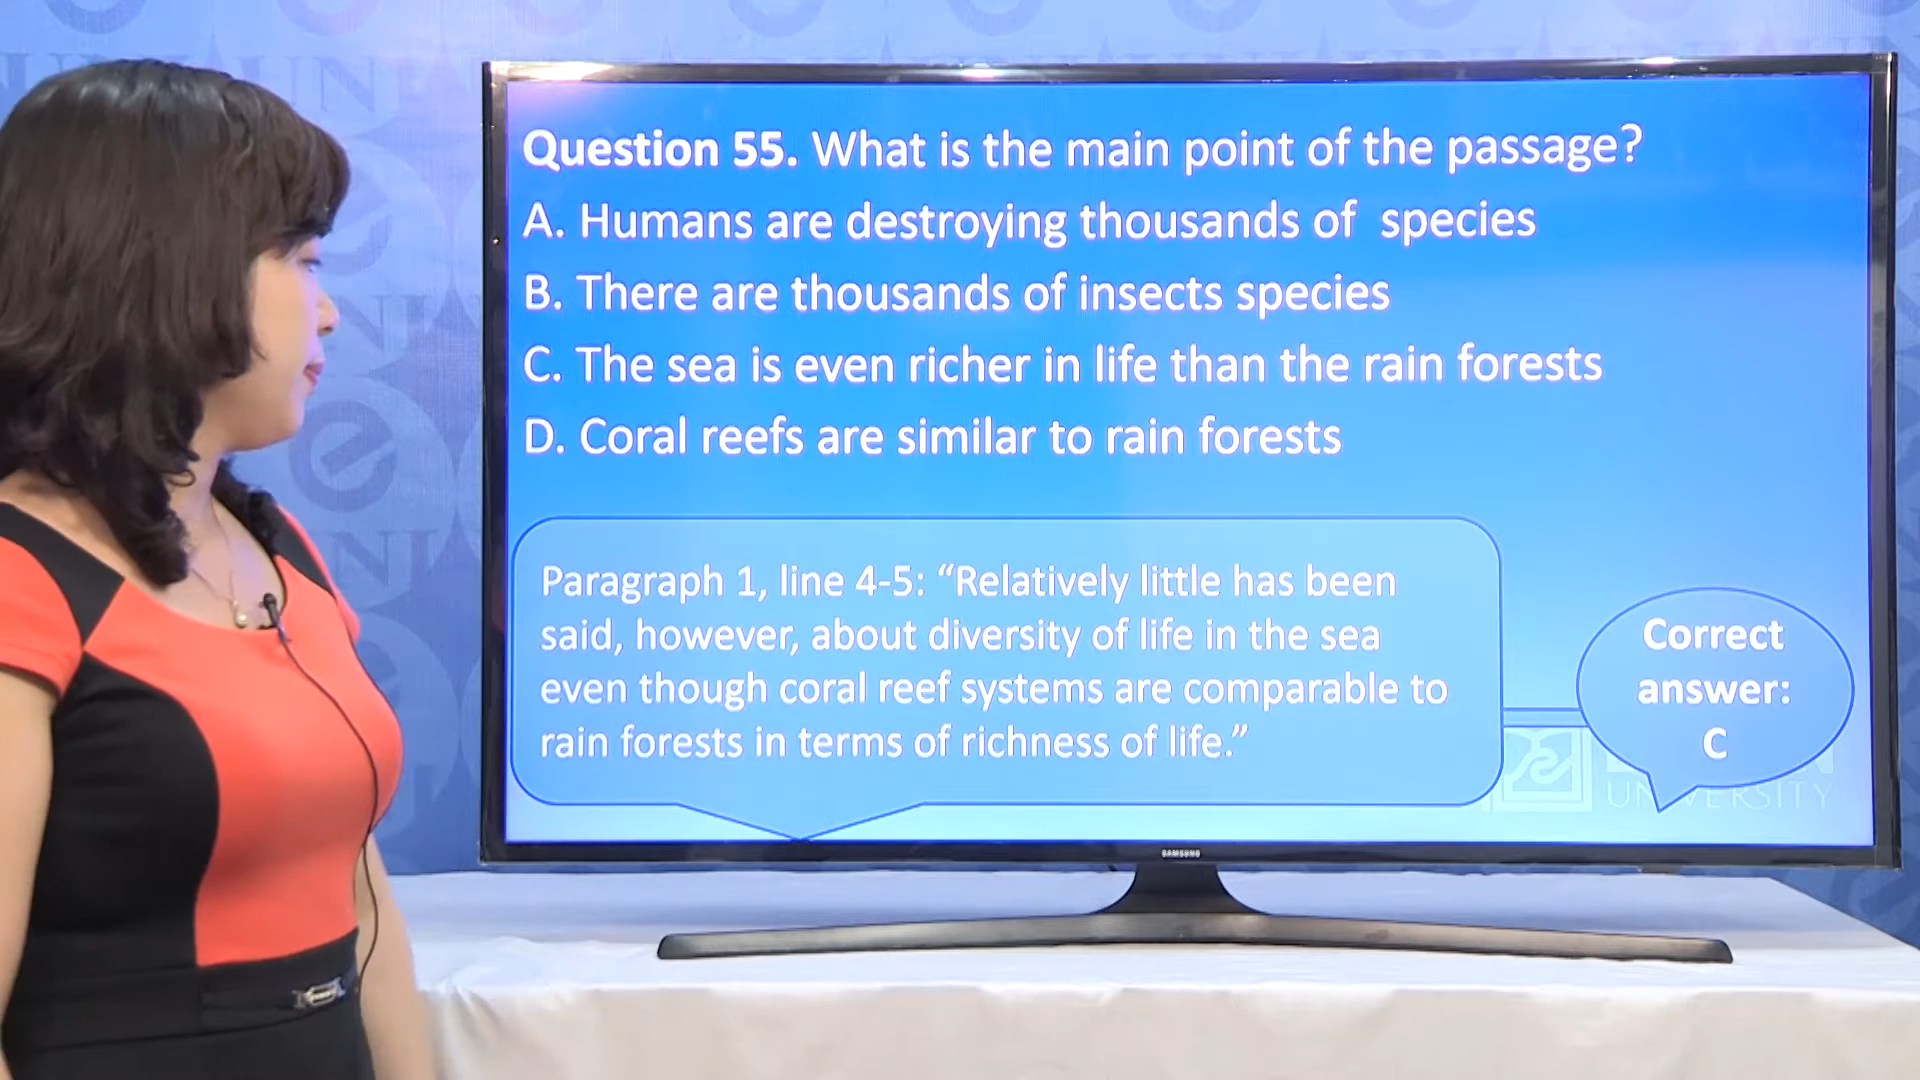 Question 55. What is the main point of the passage?
A. Humans are destroying thousands of species
B. There are thousands of insects species
C. The sea is even richer in life than the rain forests
D. Coral reefs are similar to rain forests
Paragraph 1, line 4-5: “Relatively little has been
said, however, about diversity of life in the sea
even though coral reef systems are comparable to
rain forests in terms of richness of life.”
Correct
answer:
C
UNIVERSITY
SAMSUNG